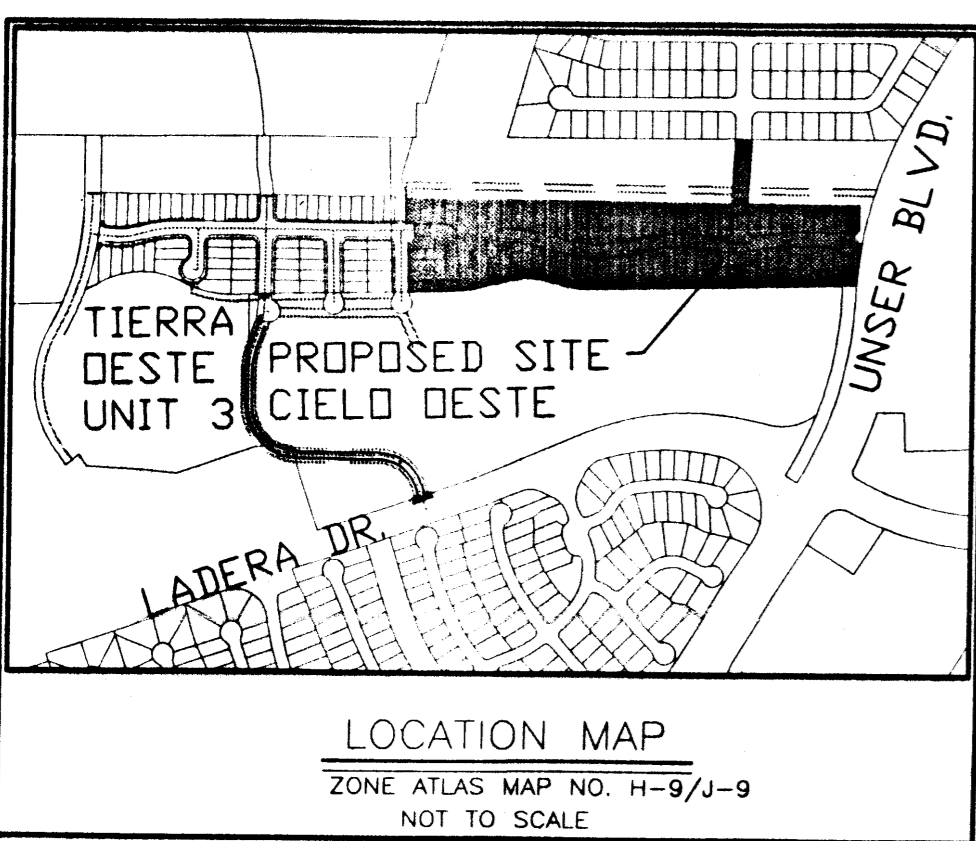 UNSER BLVD.
TIERRA
OESTE
UNIT 3
PROPOSED SITE
CIELO OESTE
LADERA DR.
LOCATION MAP
ZONE ATLAS MAP NO. H-9/J-9
NOT TO SCALE